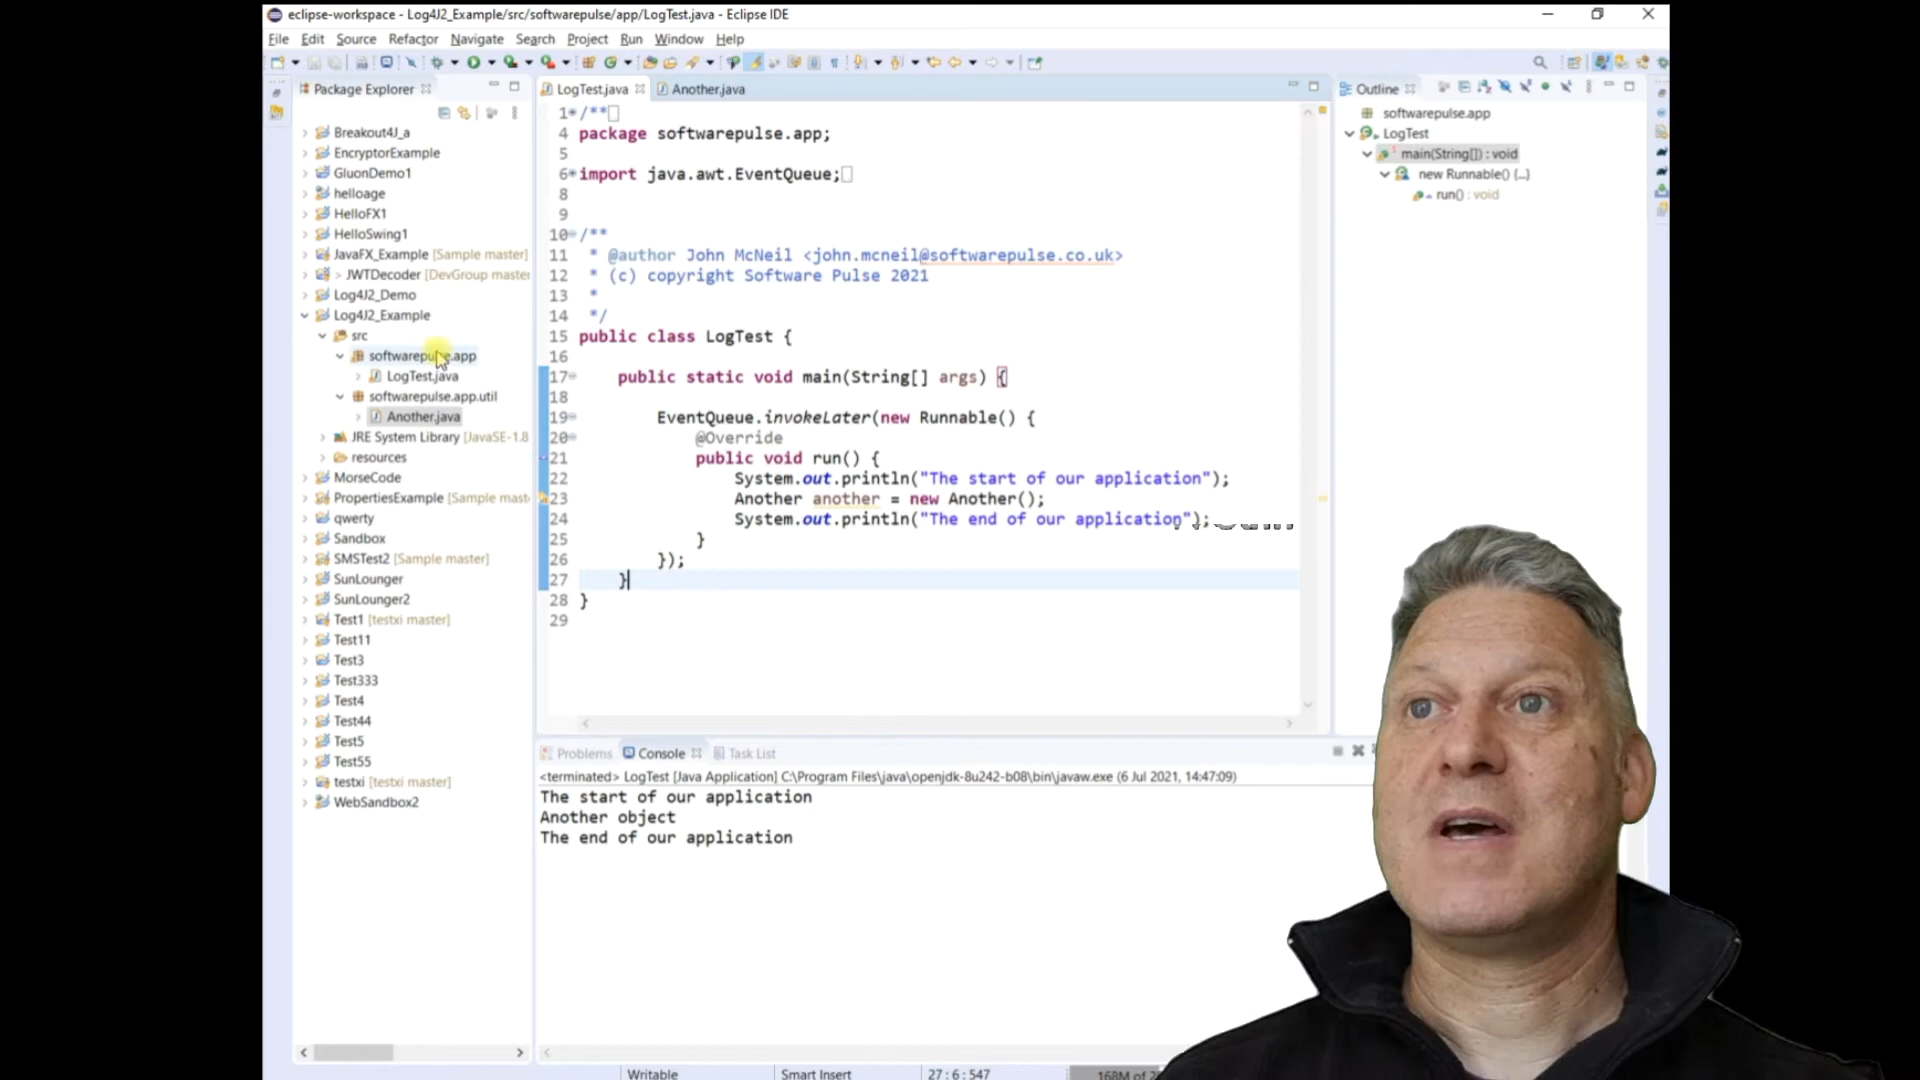 eclipse-workspace - Log4J2_Example/src/softwarepulse/app/LogTest.java - Eclipse IDE
File Edit Source Refactor Navigate Search Project Run Window Help
Package Explorer
Breakout4J_a
EncryptorExample
GluonDemo1
helloage
HelloFX1
HelloSwing1
JavaFX_Example [Sample master]
> JWTDecoder [DevGroup master
Log4J2_Demo
Log4J2_Example
src
softwarepulse.app
LogTest.java
softwarepulse.app.util
Another.java
JRE System Library [JavaSE-1.8
resources
MorseCode
PropertiesExample [Sample mast
qwerty
Sandbox
SMSTest2 [Sample master]
SunLounger
SunLounger2
Test1 [testxi master]
Test11
Test3
Test333
Test4
Test44
Test5
Test55
testxi [testxi master]
WebSandbox2
LogTest.java Another.java
1 /**
4 package softwarepulse.app;
5
6 import java.awt.EventQueue;
8
9
10 /**
11 * @author John McNeil <john.mcneil@softwarepulse.co.uk>
12 * (c) copyright Software Pulse 2021
13 *
14 */
15 public class LogTest {
16
17 public static void main(String[] args) {
18
19 EventQueue.invokeLater(new Runnable() {
20 @Override
21 public void run() {
22 System.out.println("The start of our application");
23 Another another = new Another();
24 System.out.println("The end of our application");
25 }
26 });
27 }
28 }
29
Outline
softwarepulse.app
LogTest
main(String[]) : void
new Runnable() {...}
run() : void
Problems Console Task List
<terminated> LogTest [Java Application] C:\Program Files\java\openjdk-8u242-b08\bin\javaw.exe (6 Jul 2021, 14:47:09)
The start of our application
Another object
The end of our application
Writable Smart Insert 27 : 6 : 547 168M of